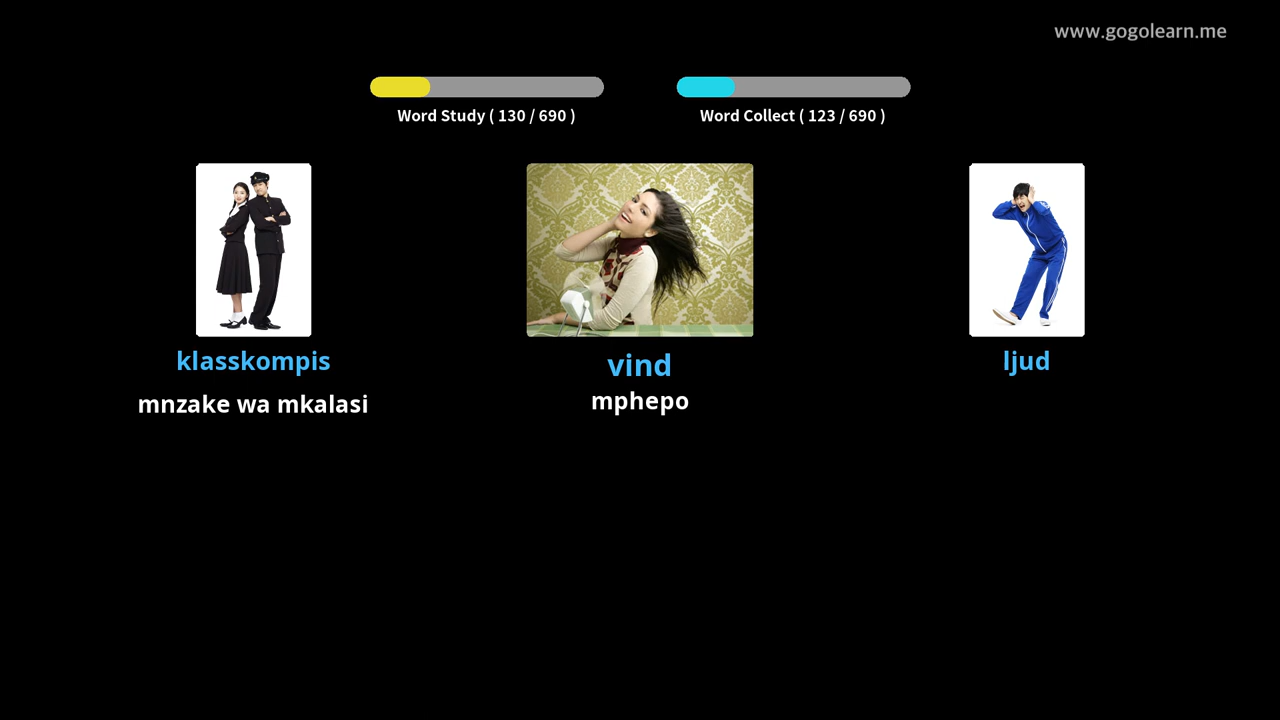 www.gogolearn.me
Word Study ( 130 / 690 )
Word Collect ( 123 / 690 )
klasskompis
mnzake wa mkalasi
vind
mphepo
ljud